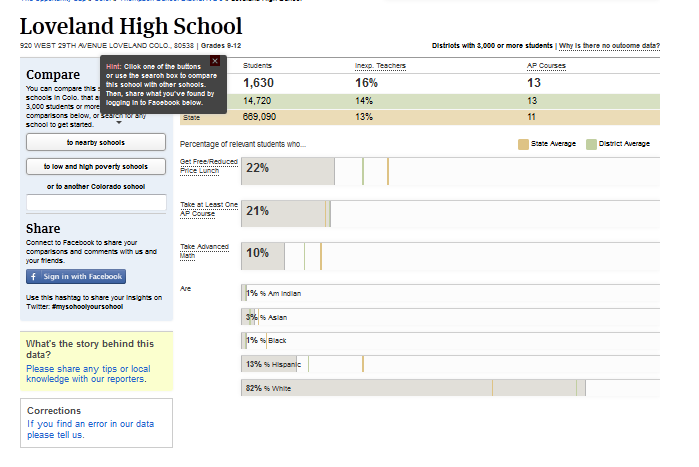 Loveland High School
920 WEST 29TH AVENUE LOVELAND COLO., 80538 | Grades 9-12
Districts with 3,000 or more students | Why is there no outcome data?
Compare
You can compare this
schools in Colo. that a
3,000 students or more
comparisons below, or search for any
school to get started.
Hint: Click one of the buttons
or use the search box to compare
this school with other schools.
Then, share what you've found by
logging in to Facebook below.
to nearby schools
to low and high poverty schools
or to another Colorado school
Share
Connect to Facebook to share your
comparisons and comments with us and
your friends.
f Sign in with Facebook
Use this hashtag to share your insights on
Twitter: #myschoolyourschool
What's the story behind this
data?
Please share any tips or local
knowledge with our reporters.
Corrections
If you find an error in our data
please tell us.
Students Inexp. Teachers AP Courses
1,630 16% 13
14,720 14% 13
State 869,090 13% 11
Percentage of relevant students who...
State Average District Average
Get Free/Reduced
Price Lunch
22%
Take at Least One
AP Course
21%
Take Advanced
Math
10%
Are
1% % Am Indian
3% % Asian
1% % Black
13% % Hispanic
82% % White